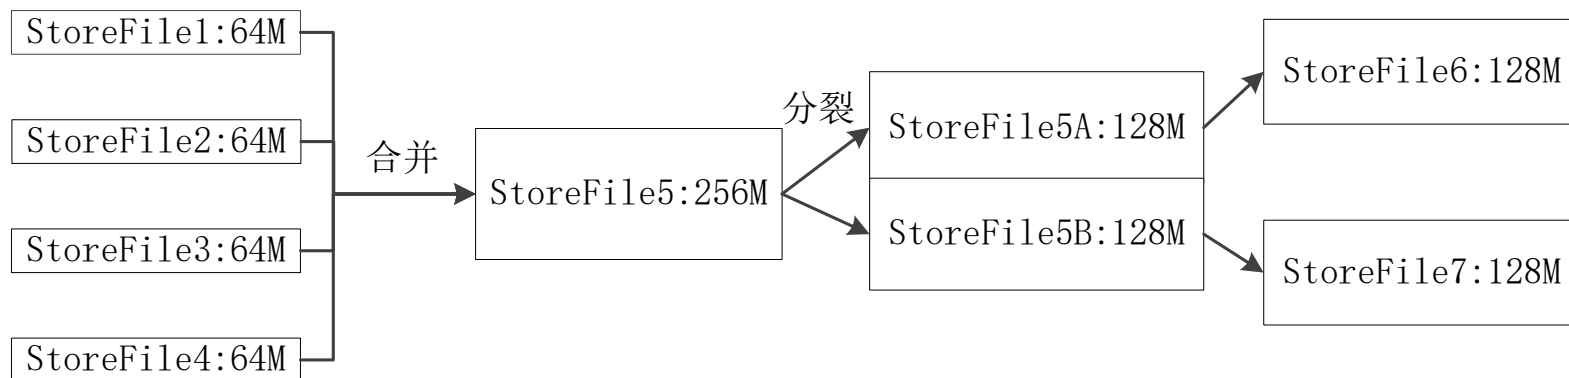 StoreFile1:64M
StoreFile2:64M
StoreFile3:64M
StoreFile4:64M
合并
StoreFile5:256M
分裂
StoreFile5A:128M
StoreFile5B:128M
StoreFile6:128M
StoreFile7:128M